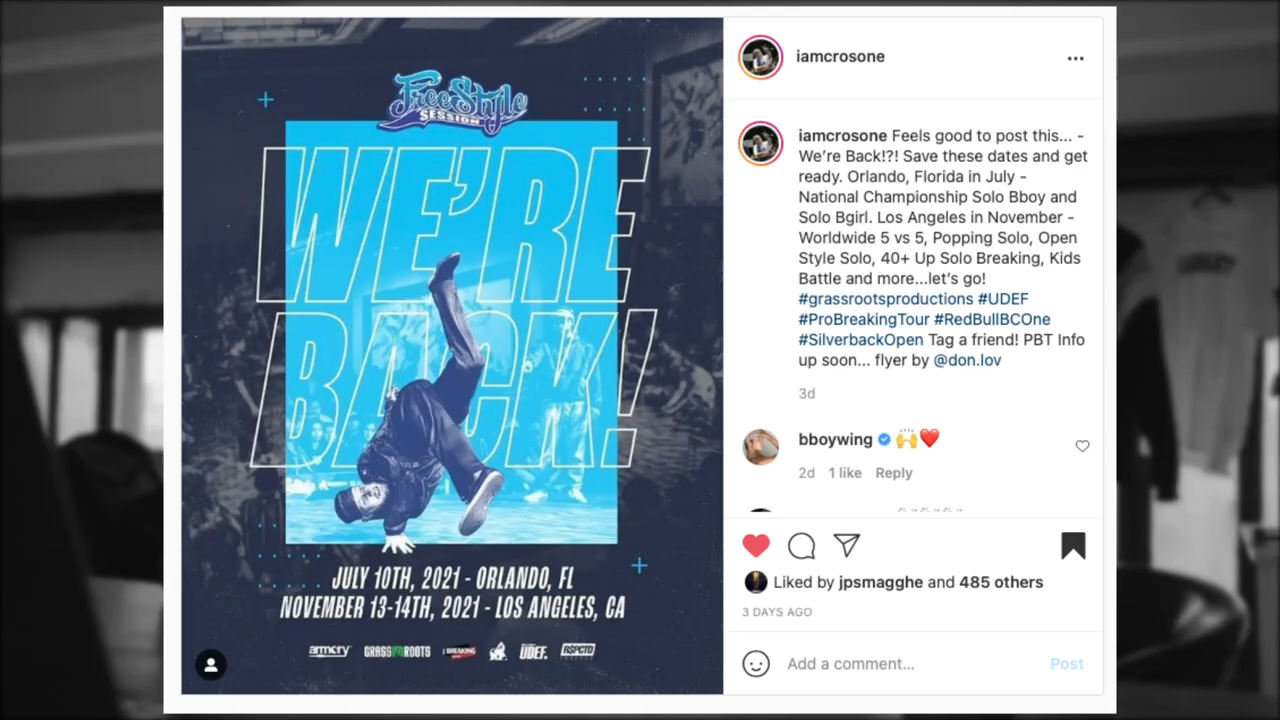 FreeStyle
SESSION
WE'RE
BACK!
JULY 10TH, 2021 - ORLANDO, FL
NOVEMBER 13-14TH, 2021 - LOS ANGELES, CA
armory GRASSROOTS BREAKING UDEF. RSPCTD
iamcrosone
iamcrosone Feels good to post this... -
We're Back!?! Save these dates and get
ready. Orlando, Florida in July -
National Championship Solo Bboy and
Solo Bgirl. Los Angeles in November -
Worldwide 5 vs 5, Popping Solo, Open
Style Solo, 40+ Up Solo Breaking, Kids
Battle and more...let's go!
#grassrootsproductions #UDEF
#ProBreakingTour #RedBullBCOne
#SilverbackOpen Tag a friend! PBT Info
up soon... flyer by @don.lov
3d
bboywing 🙌❤️
2d 1 like Reply
Liked by jpsmagghe and 485 others
3 DAYS AGO
Add a comment... Post